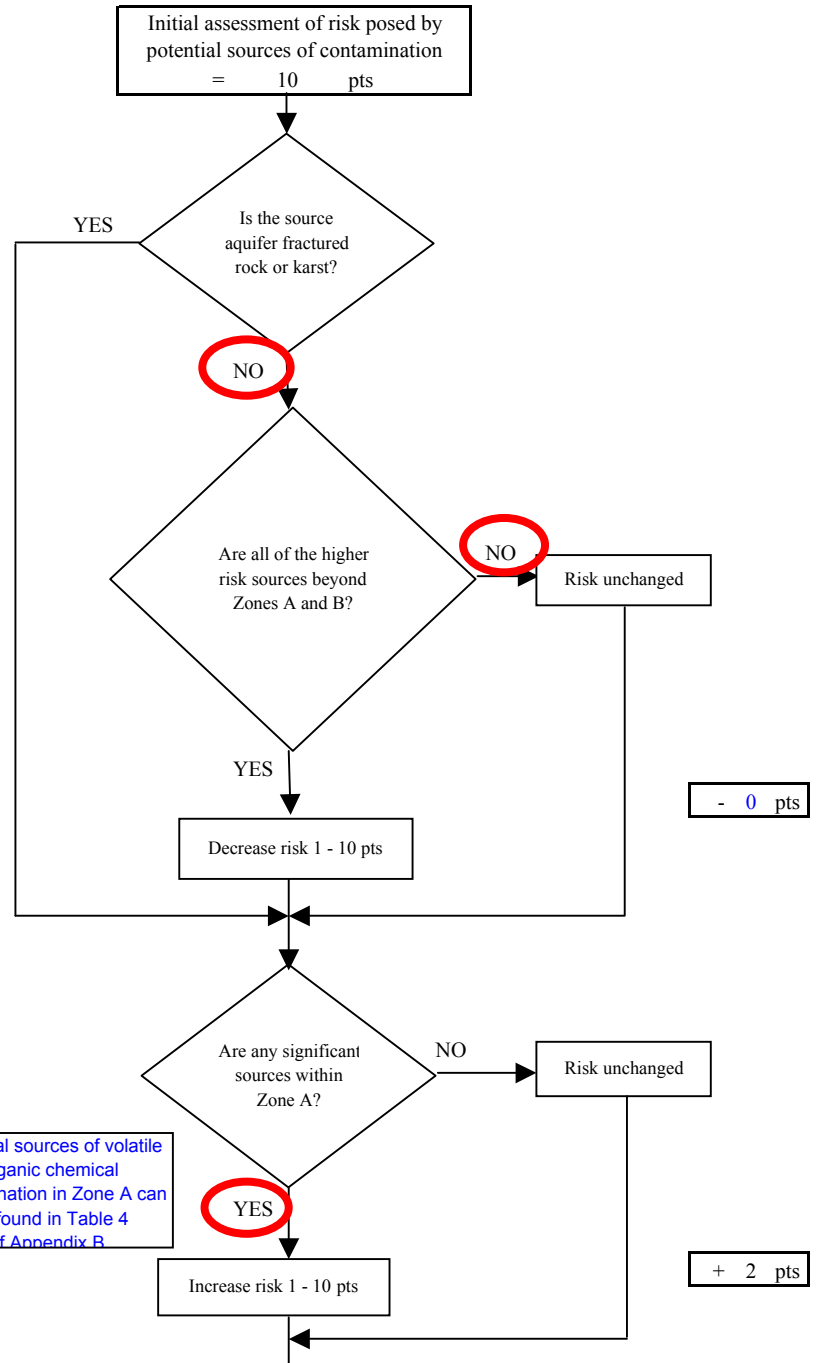 Initial assessment of risk posed by
potential sources of contamination
= 10 pts
YES
Is the source
aquifer fractured
rock or karst?
NO
Are all of the higher
risk sources beyond
Zones A and B?
NO
Risk unchanged
YES
- 0 pts
Decrease risk 1 - 10 pts
Are any significant
sources within
Zone A?
NO
Risk unchanged
al sources of volatile
ganic chemical
nation in Zone A can
found in Table 4
f Appendix B
YES
Increase risk 1 - 10 pts
+ 2 pts